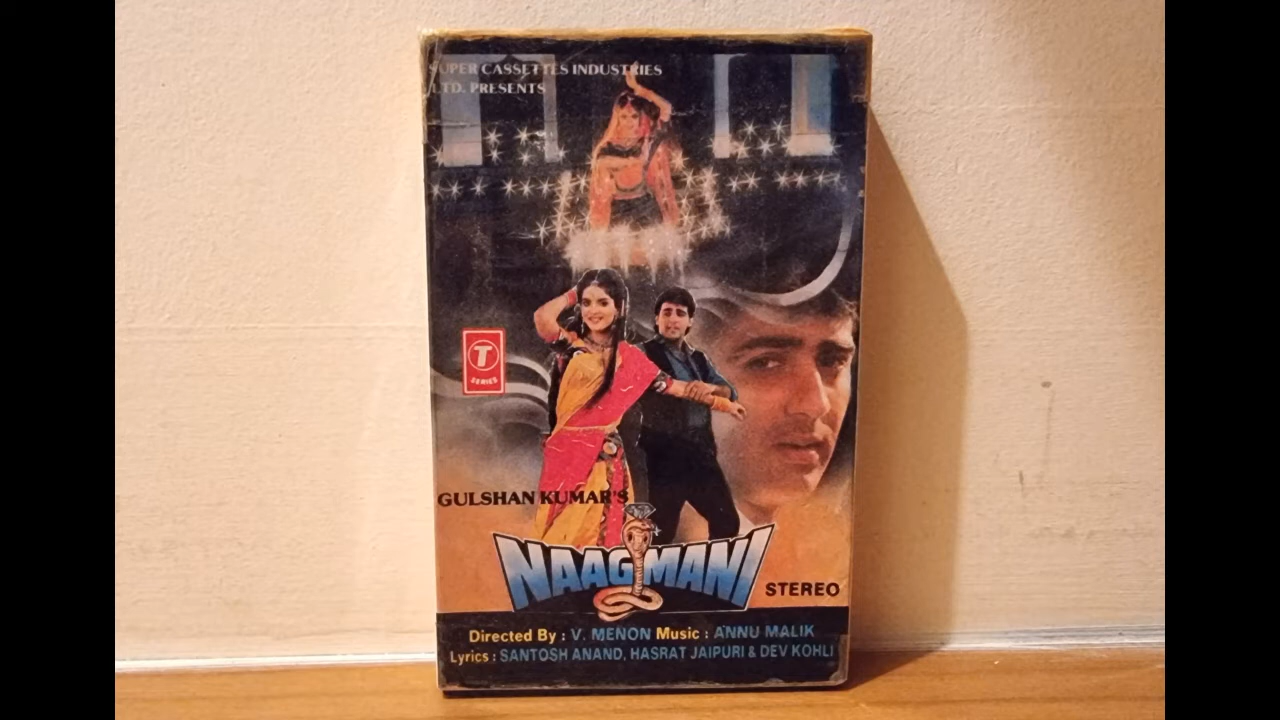 SUPER CASSETTES INDUSTRIES
LTD. PRESENTS
T
SERIES
GULSHAN KUMAR'S
NAAGMANI
STEREO
Directed By : V. MENON Music : ANNU MALIK
Lyrics : SANTOSH ANAND, HASRAT JAIPURI & DEV KOHLI